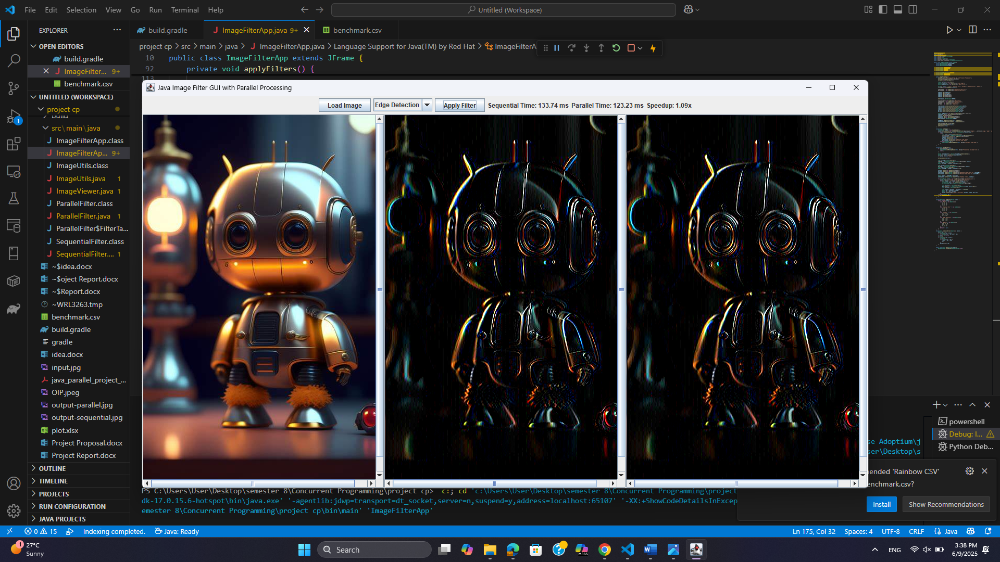 File Edit Selection View Go Run Terminal Help
Untitled (Workspace)
EXPLORER
build.gradle
ImageFilterApp.java 9+
benchmark.csv
OPEN EDITORS
build.gradle
ImageFilter... 9+
benchmark.csv
UNTITLED (WORKSPACE)
project cp
build
src\main\java
ImageFilterApp.class
ImageFilterAp... 9+
ImageUtils.class
ImageUtils.java 1
ImageViewer.java 1
ParallelFilter.class
ParallelFilter.java 1
ParallelFilter$FilterTa...
SequentialFilter.class
SequentialFilter.... 1
~$idea.docx
~$oject Report.docx
~$Report.docx
~WRL3263.tmp
benchmark.csv
build.gradle
gradle
idea.docx
input.jpg
java_parallel_project_...
OIP.jpeg
output-parallel.jpg
output-sequential.jpg
plot.xlsx
Project Proposal.docx
Project Report.docx
OUTLINE
TIMELINE
PROJECTS
RUN CONFIGURATION
JAVA PROJECTS
1
project cp > src > main > java > ImageFilterApp.java > Language Support for Java(TM) by Red Hat > ImageFilterA
10 public class ImageFilterApp extends JFrame {
92 private void applyFilters() {
113
Java Image Filter GUI with Parallel Processing
Load Image
Edge Detection
Apply Filter
Sequential Time: 133.74 ms Parallel Time: 123.23 ms Speedup: 1.09x
powershell
Debug: I...
Python Deb...
se Adoptium\j
ser\Desktop\s
ended 'Rainbow CSV'
enchmark.csv?
Install
Show Recommendations
PS C:\Users\User\Desktop\semester 8\Concurrent Programming\project cp> c:; cd 'c:\Users\User\Desktop\semester 8\Concurrent Programming\project
dk-17.0.15.6-hotspot\bin\java.exe' '-agentlib:jdwp=transport=dt_socket,server=n,suspend=y,address=localhost:65107' '-XX:+ShowCodeDetailsInExcep
emester 8\Concurrent Programming\project cp\bin\main' 'ImageFilterApp'
0 15 Indexing completed. Java: Ready
Ln 175, Col 32 Spaces: 4 UTF-8 CRLF {} Java
1
27°C
Sunny
Search
M365
ENG
3:38 PM
6/9/2025